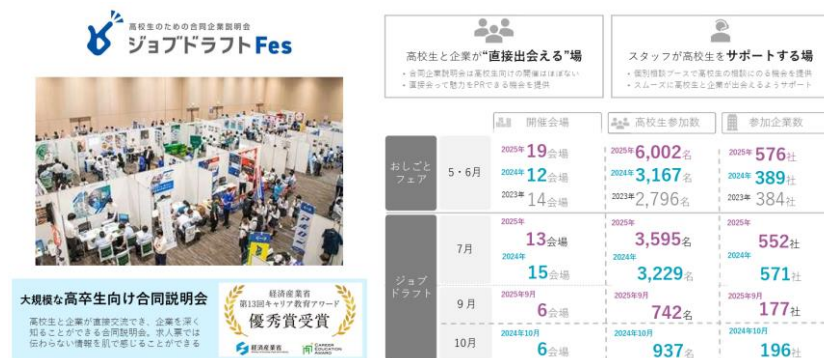 高校生のための合同企業説明会
ジョブドラフトFes
大規模な高卒生向け合同説明会
高校生と企業が直接交流でき、企業を深く
知ることができる合同説明会。求人票では
伝わらない情報を肌で感じることができる
経済産業省
第13回キャリア教育アワード
優秀賞受賞
経済産業省
CAREER
EDUCATION
AWARD
高校生と企業が“直接出会える”場
・合同企業説明会は高校生向けの開催はほぼない
・直接会って魅力をPRできる機会を提供
スタッフが高校生をサポートする場
・個別相談ブースで高校生の相談にのる機会を提供
・スムーズに高校生と企業が出会えるようサポート
開催会場
高校生参加数
参加企業数
おしごと
フェア
5・6月
2025年19会場
2025年6,002名
2025年576社
2024年12会場
2024年3,167名
2024年389社
2023年14会場
2023年2,796名
2023年384社
ジョブ
ドラフト
7月
2025年
13会場
2025年
3,595名
2025年
552社
2024年
15会場
2024年
3,229名
2024年
571社
9月
2025年9月
6会場
2025年9月
742名
2025年9月
177社
10月
2024年10月
6会場
2024年10月
937名
2024年10月
196社